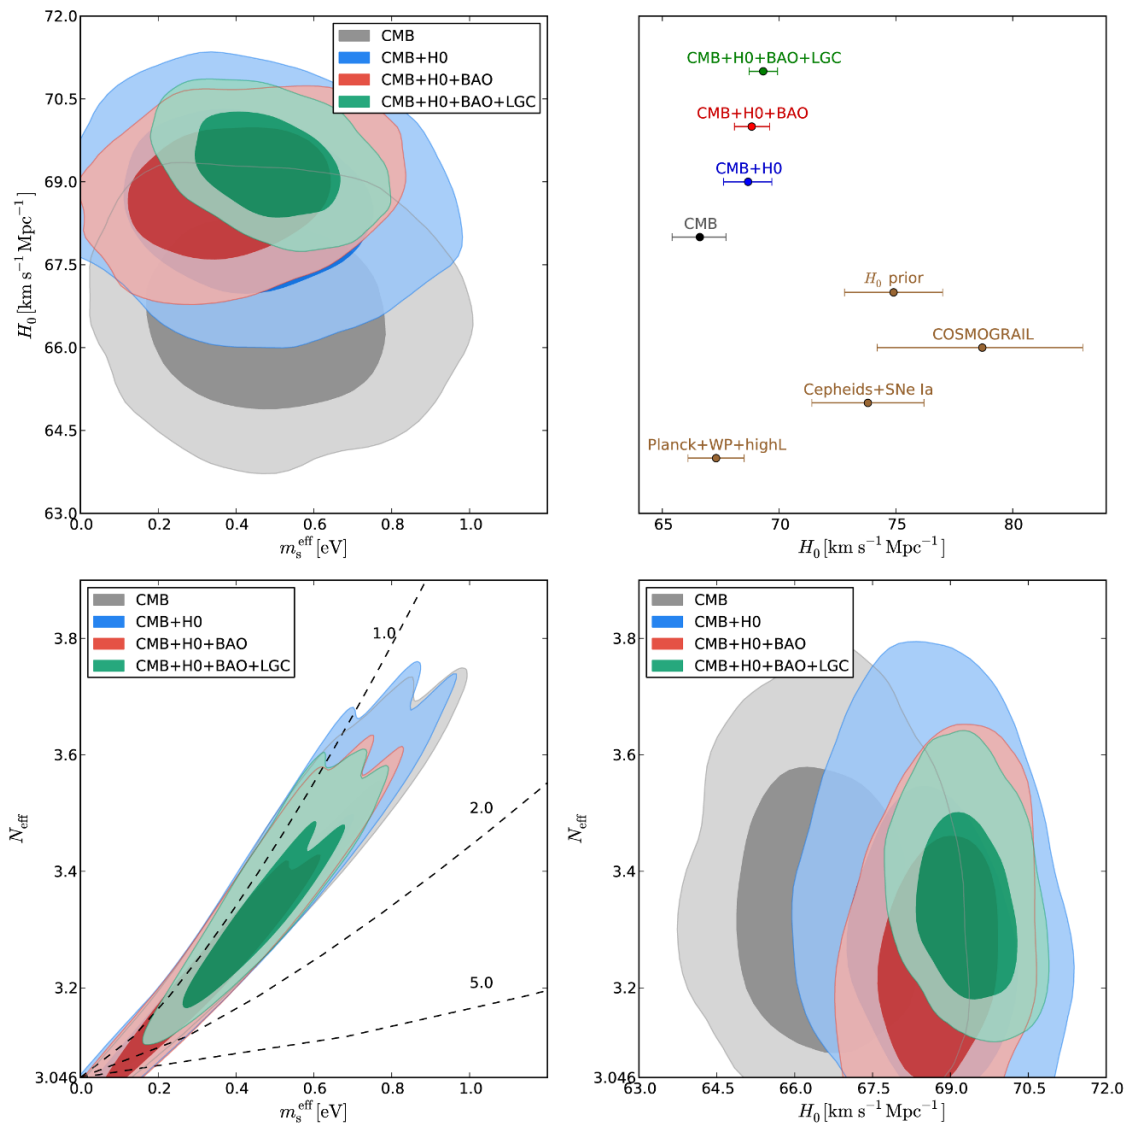 72.0
70.5
69.0
67.5
66.0
64.5
63.0
H₀ [km s⁻¹ Mpc⁻¹]
CMB
CMB+H0
CMB+H0+BAO
CMB+H0+BAO+LGC
0.0 0.2 0.4 0.6 0.8 1.0
mₛᵉᶠᶠ [eV]
CMB+H0+BAO+LGC
CMB+H0+BAO
CMB+H0
CMB
H₀ prior
COSMOGRAIL
Cepheids+SNe Ia
Planck+WP+highL
65 70 75 80
H₀ [km s⁻¹ Mpc⁻¹]
CMB
CMB+H0
CMB+H0+BAO
CMB+H0+BAO+LGC
1.0
2.0
5.0
3.8
3.6
3.4
3.2
3.046
N_eff
0.0 0.2 0.4 0.6 0.8 1.0
mₛᵉᶠᶠ [eV]
CMB
CMB+H0
CMB+H0+BAO
CMB+H0+BAO+LGC
3.8
3.6
3.4
3.2
3.046
N_eff
63.0 64.5 66.0 67.5 69.0 70.5 72.0
H₀ [km s⁻¹ Mpc⁻¹]